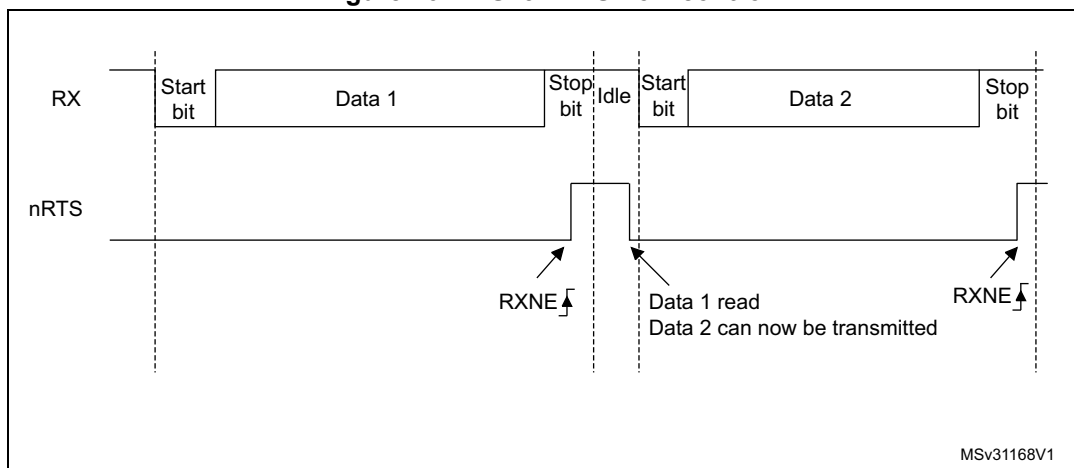 RX
Start
bit
Data 1
Stop
bit
Idle
Start
bit
Data 2
Stop
bit
nRTS
RXNE
Data 1 read
Data 2 can now be transmitted
RXNE
MSv31168V1